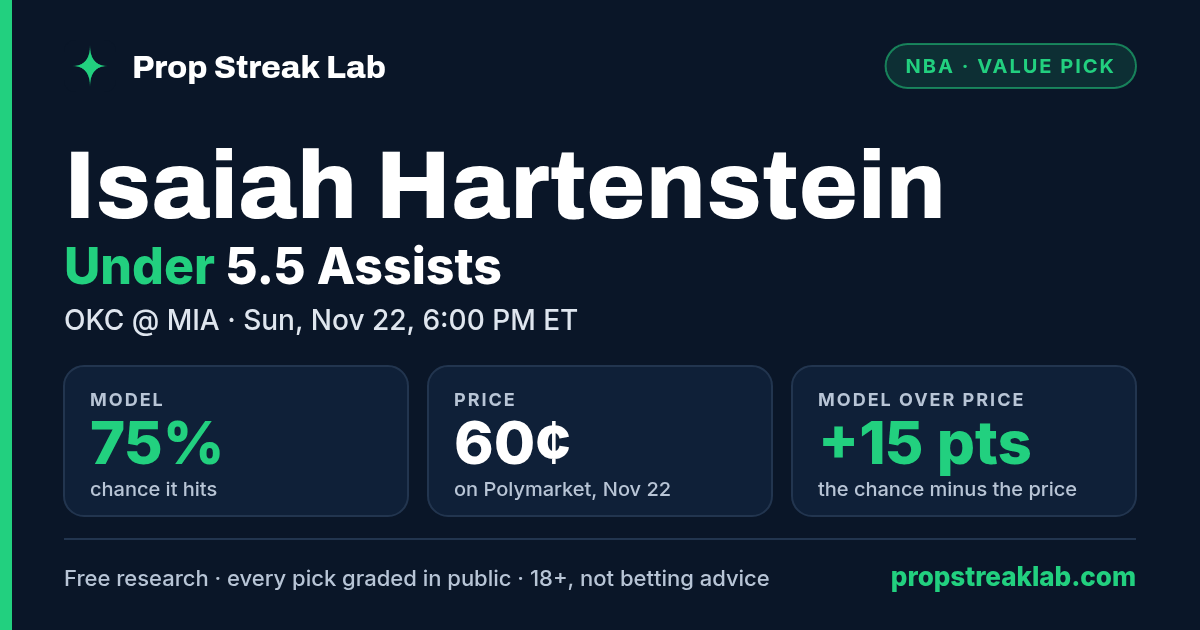 Prop Streak Lab
NBA · VALUE PICK
Isaiah Hartenstein
Under 5.5 Assists
OKC @ MIA · Sun, Nov 22, 6:00 PM ET
MODEL
75%
chance it hits
PRICE
60¢
on Polymarket, Nov 22
MODEL OVER PRICE
+15 pts
the chance minus the price
Free research · every pick graded in public · 18+, not betting advice
propstreaklab.com